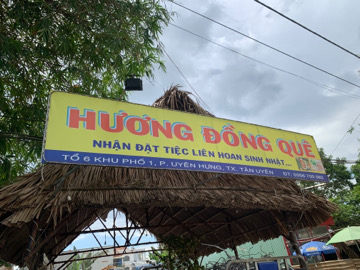 HƯƠNG ĐỒNG QUÊ
NHẬN ĐẶT TIỆC LIÊN HOAN SINH NHẬT...
TỔ 6 KHU PHỐ 1, P. UYÊN HƯNG, TX. TÂN UYÊN ĐT: